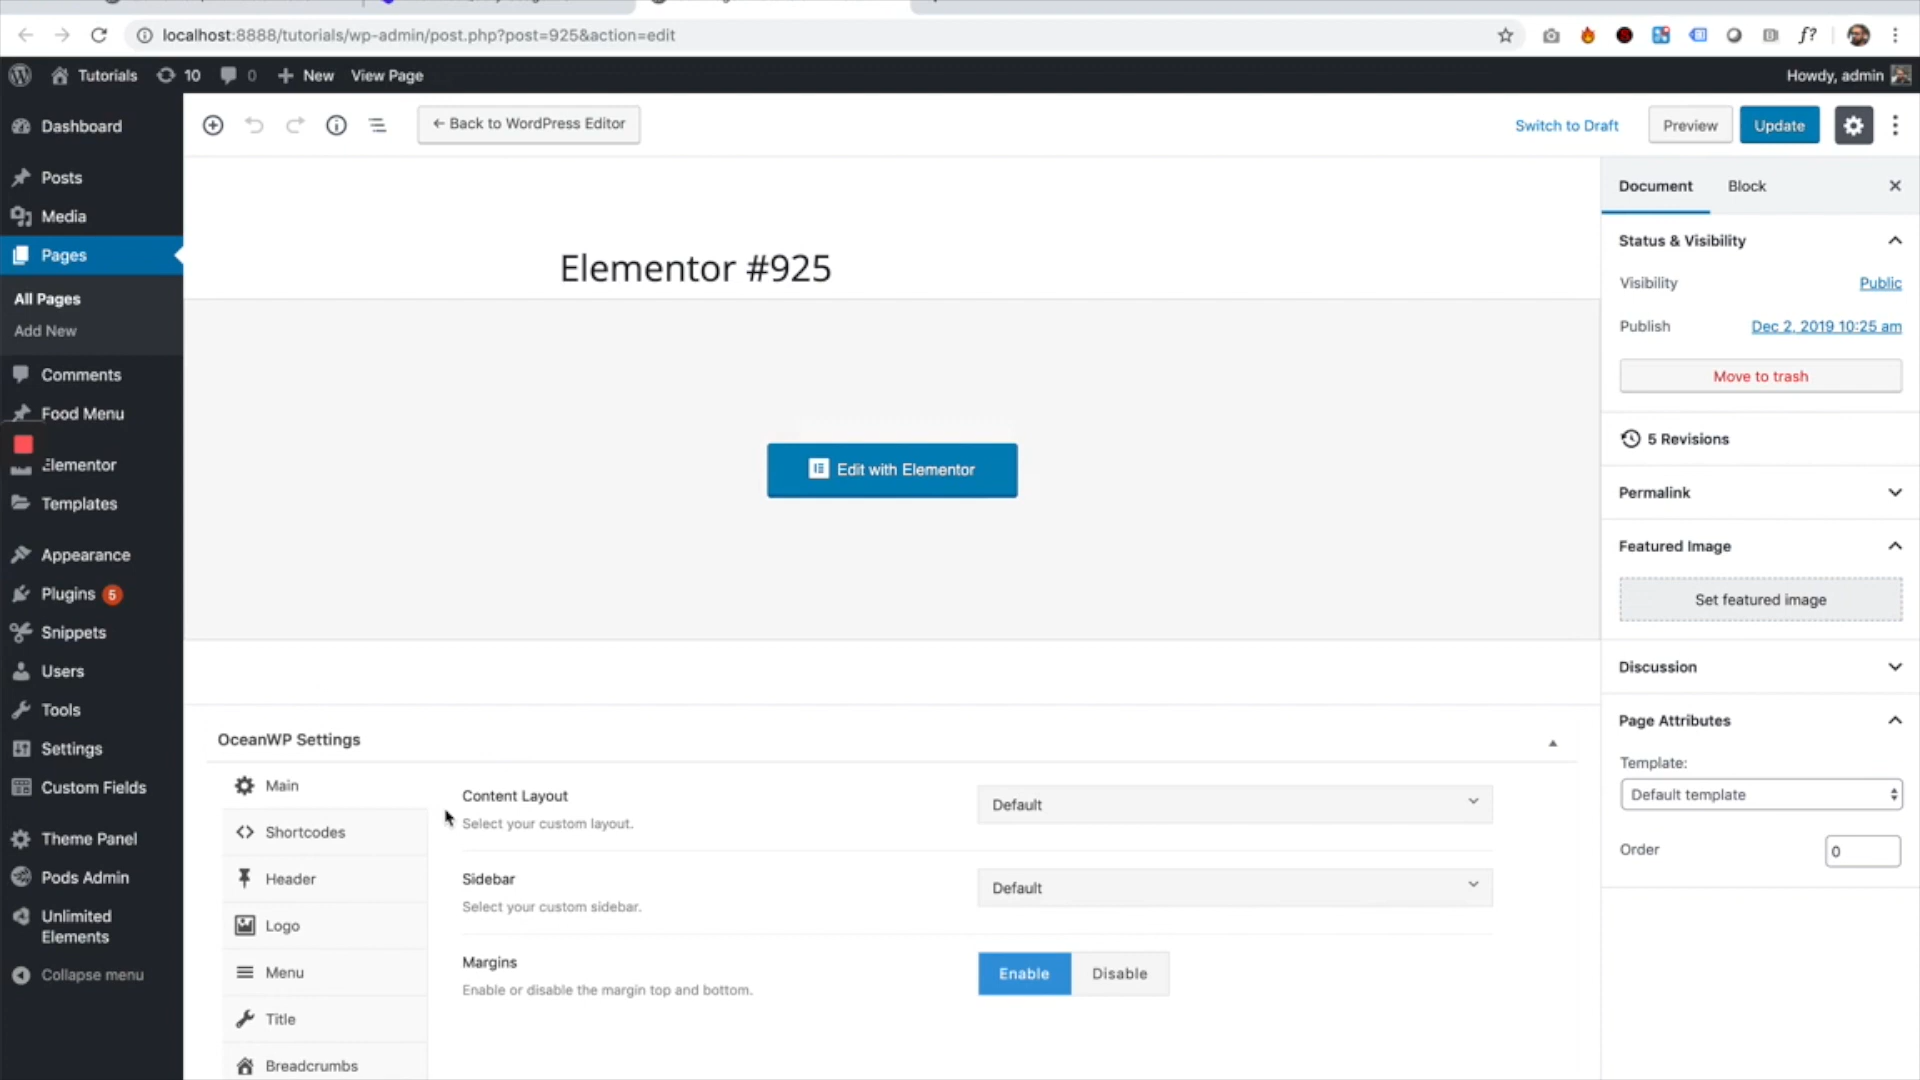 localhost:8888/tutorials/wp-admin/post.php?post=925&action=edit
f?
Tutorials 10 0 New View Page
Howdy, admin
Dashboard
Posts
Media
Pages
All Pages
Add New
Comments
Food Menu
Elementor
Templates
Appearance
Plugins 5
Snippets
Users
Tools
Settings
Custom Fields
Theme Panel
Pods Admin
Unlimited
Elements
Collapse menu
← Back to WordPress Editor
Switch to Draft Preview Update
Elementor #925
Edit with Elementor
OceanWP Settings
Main
Shortcodes
Header
Logo
Menu
Title
Breadcrumbs
Content Layout
Select your custom layout.
Default
Sidebar
Select your custom sidebar.
Default
Margins
Enable or disable the margin top and bottom.
Enable Disable
Document Block
Status & Visibility
Visibility Public
Publish Dec 2, 2019 10:25 am
Move to trash
5 Revisions
Permalink
Featured Image
Set featured image
Discussion
Page Attributes
Template:
Default template
Order 0